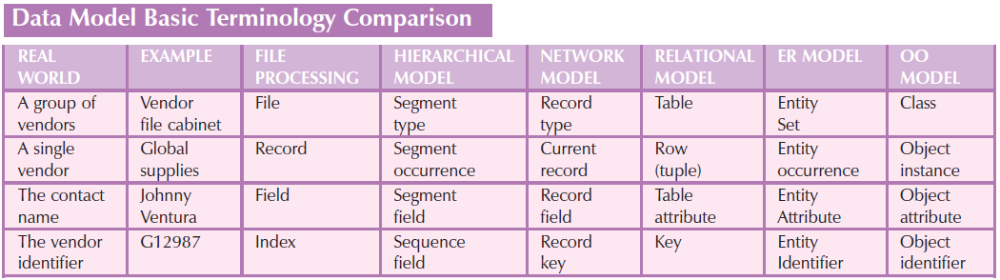 Data Model Basic Terminology Comparison
REAL WORLD EXAMPLE FILE PROCESSING HIERARCHICAL MODEL NETWORK MODEL RELATIONAL MODEL ER MODEL OO MODEL
A group of vendors Vendor file cabinet File Segment type Record type Table Entity Set Class
A single vendor Global supplies Record Segment occurrence Current record Row (tuple) Entity occurrence Object instance
The contact name Johnny Ventura Field Segment field Record field Table attribute Entity Attribute Object attribute
The vendor identifier G12987 Index Sequence field Record key Key Entity Identifier Object identifier